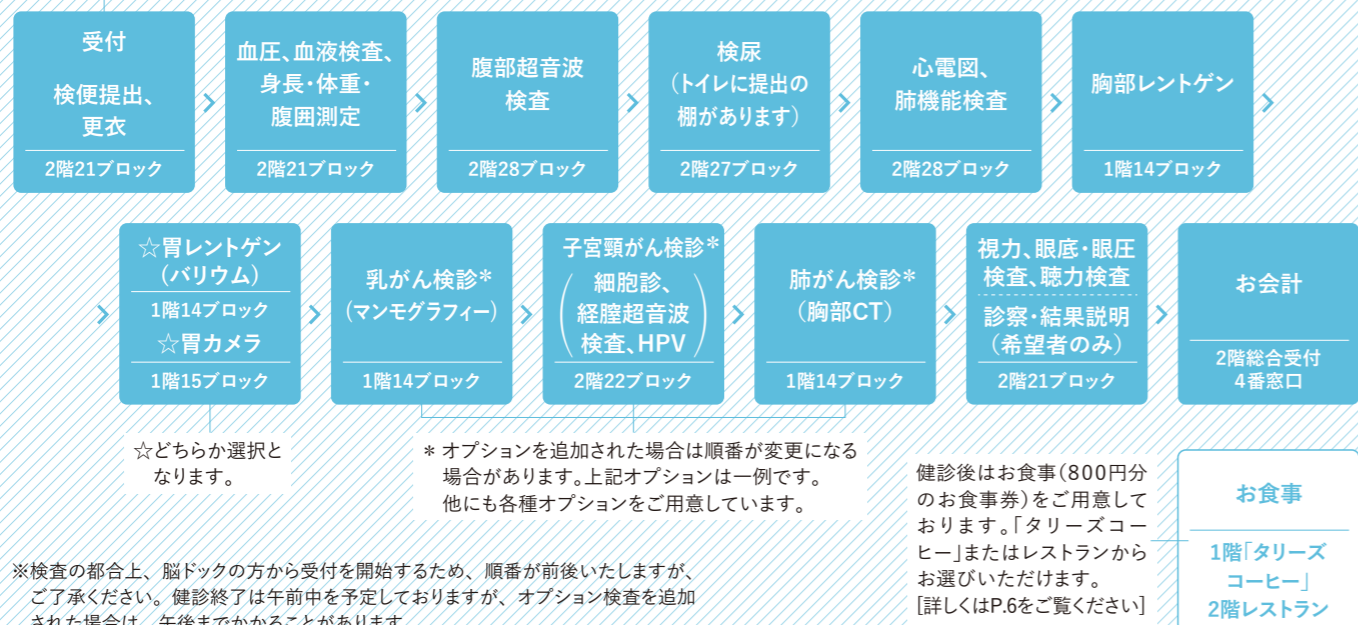 受付
検便提出、
更衣
2階21ブロック
血圧、血液検査、
身長・体重・
腹囲測定
2階21ブロック
腹部超音波
検査
2階28ブロック
検尿
（トイレに提出の
棚があります）
2階27ブロック
心電図、
肺機能検査
2階28ブロック
胸部レントゲン
1階14ブロック
☆胃レントゲン
（バリウム）
1階14ブロック
☆胃カメラ
1階15ブロック
乳がん検診*
（マンモグラフィー）
1階14ブロック
子宮頸がん検診*
（細胞診、
経膣超音波
検査、HPV）
2階22ブロック
肺がん検診*
（胸部CT）
1階14ブロック
視力、眼底・眼圧
検査、聴力検査
診察・結果説明
（希望者のみ）
2階21ブロック
お会計
2階総合受付
4番窓口
☆どちらか選択と
なります。
* オプションを追加された場合は順番が変更になる
場合があります。上記オプションは一例です。
他にも各種オプションをご用意しています。
健診後はお食事（800円分
のお食事券）をご用意して
おります。「タリーズコー
ヒー」またはレストランから
お選びいただけます。
[詳しくはP.6をご覧ください]
お食事
1階「タリーズ
コーヒー」
2階レストラン
※検査の都合上、脳ドックの方から受付を開始するため、順番が前後いたしますが、
ご了承ください。健診終了は午前中を予定しておりますが、オプション検査を追加
された場合は、午後までかかることがあります。